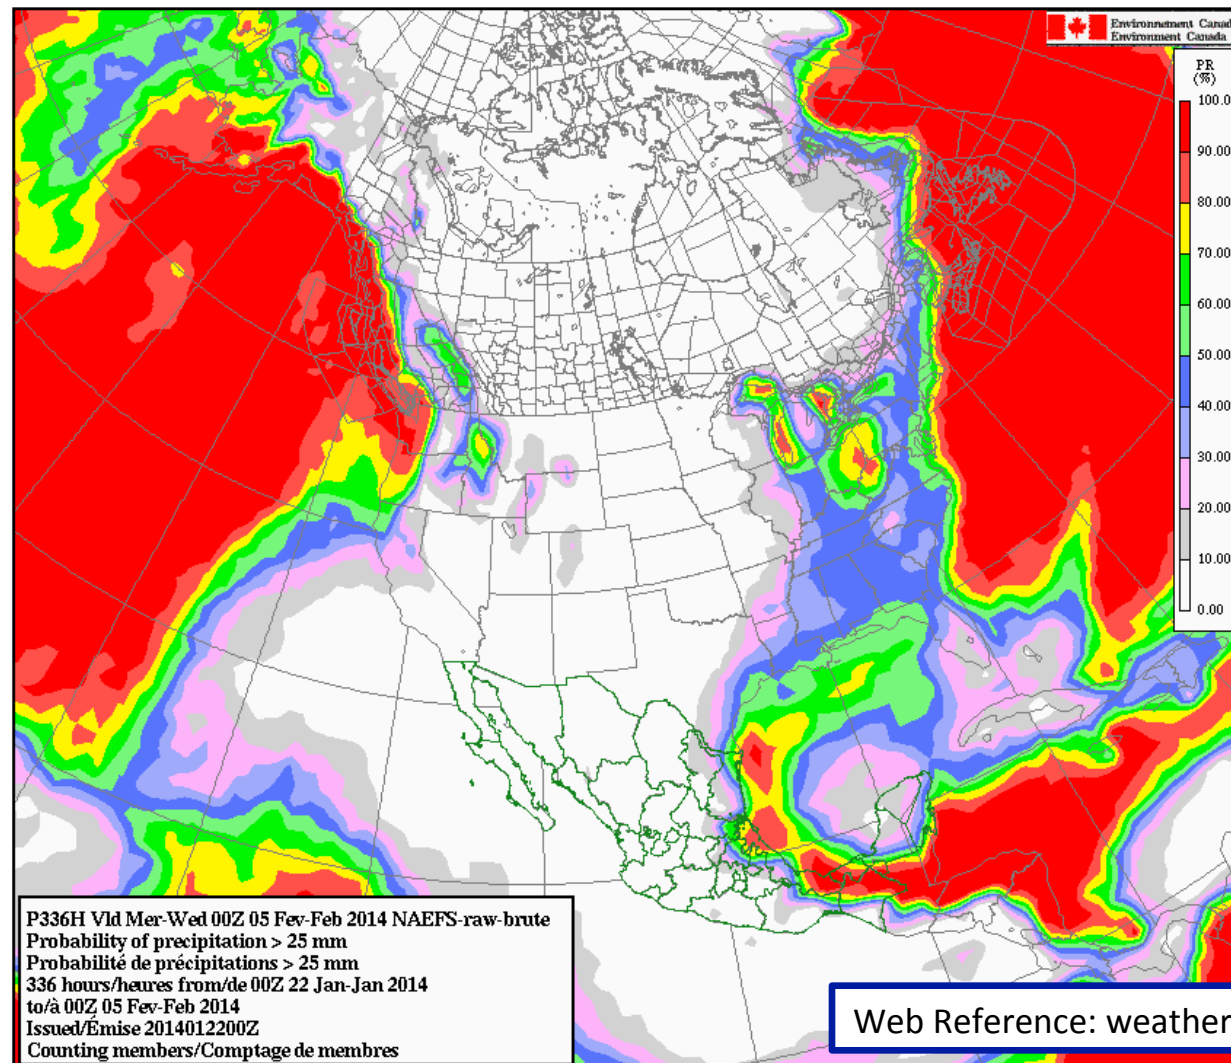 Environnement Canad
Environment Canada
PR
(%)
100.0
90.00
80.00
70.00
60.00
50.00
40.00
30.00
20.00
10.00
0.00
P336H Vld Mer-Wed 00Z 05 Fev-Feb 2014 NAEFS-raw-brute
Probability of precipitation > 25 mm
Probabilité de précipitations > 25 mm
336 hours/heures from/de 00Z 22 Jan-Jan 2014
to/à 00Z 05 Fev-Feb 2014
Issued/Émise 2014012200Z
Counting members/Comptage de membres
Web Reference: weather